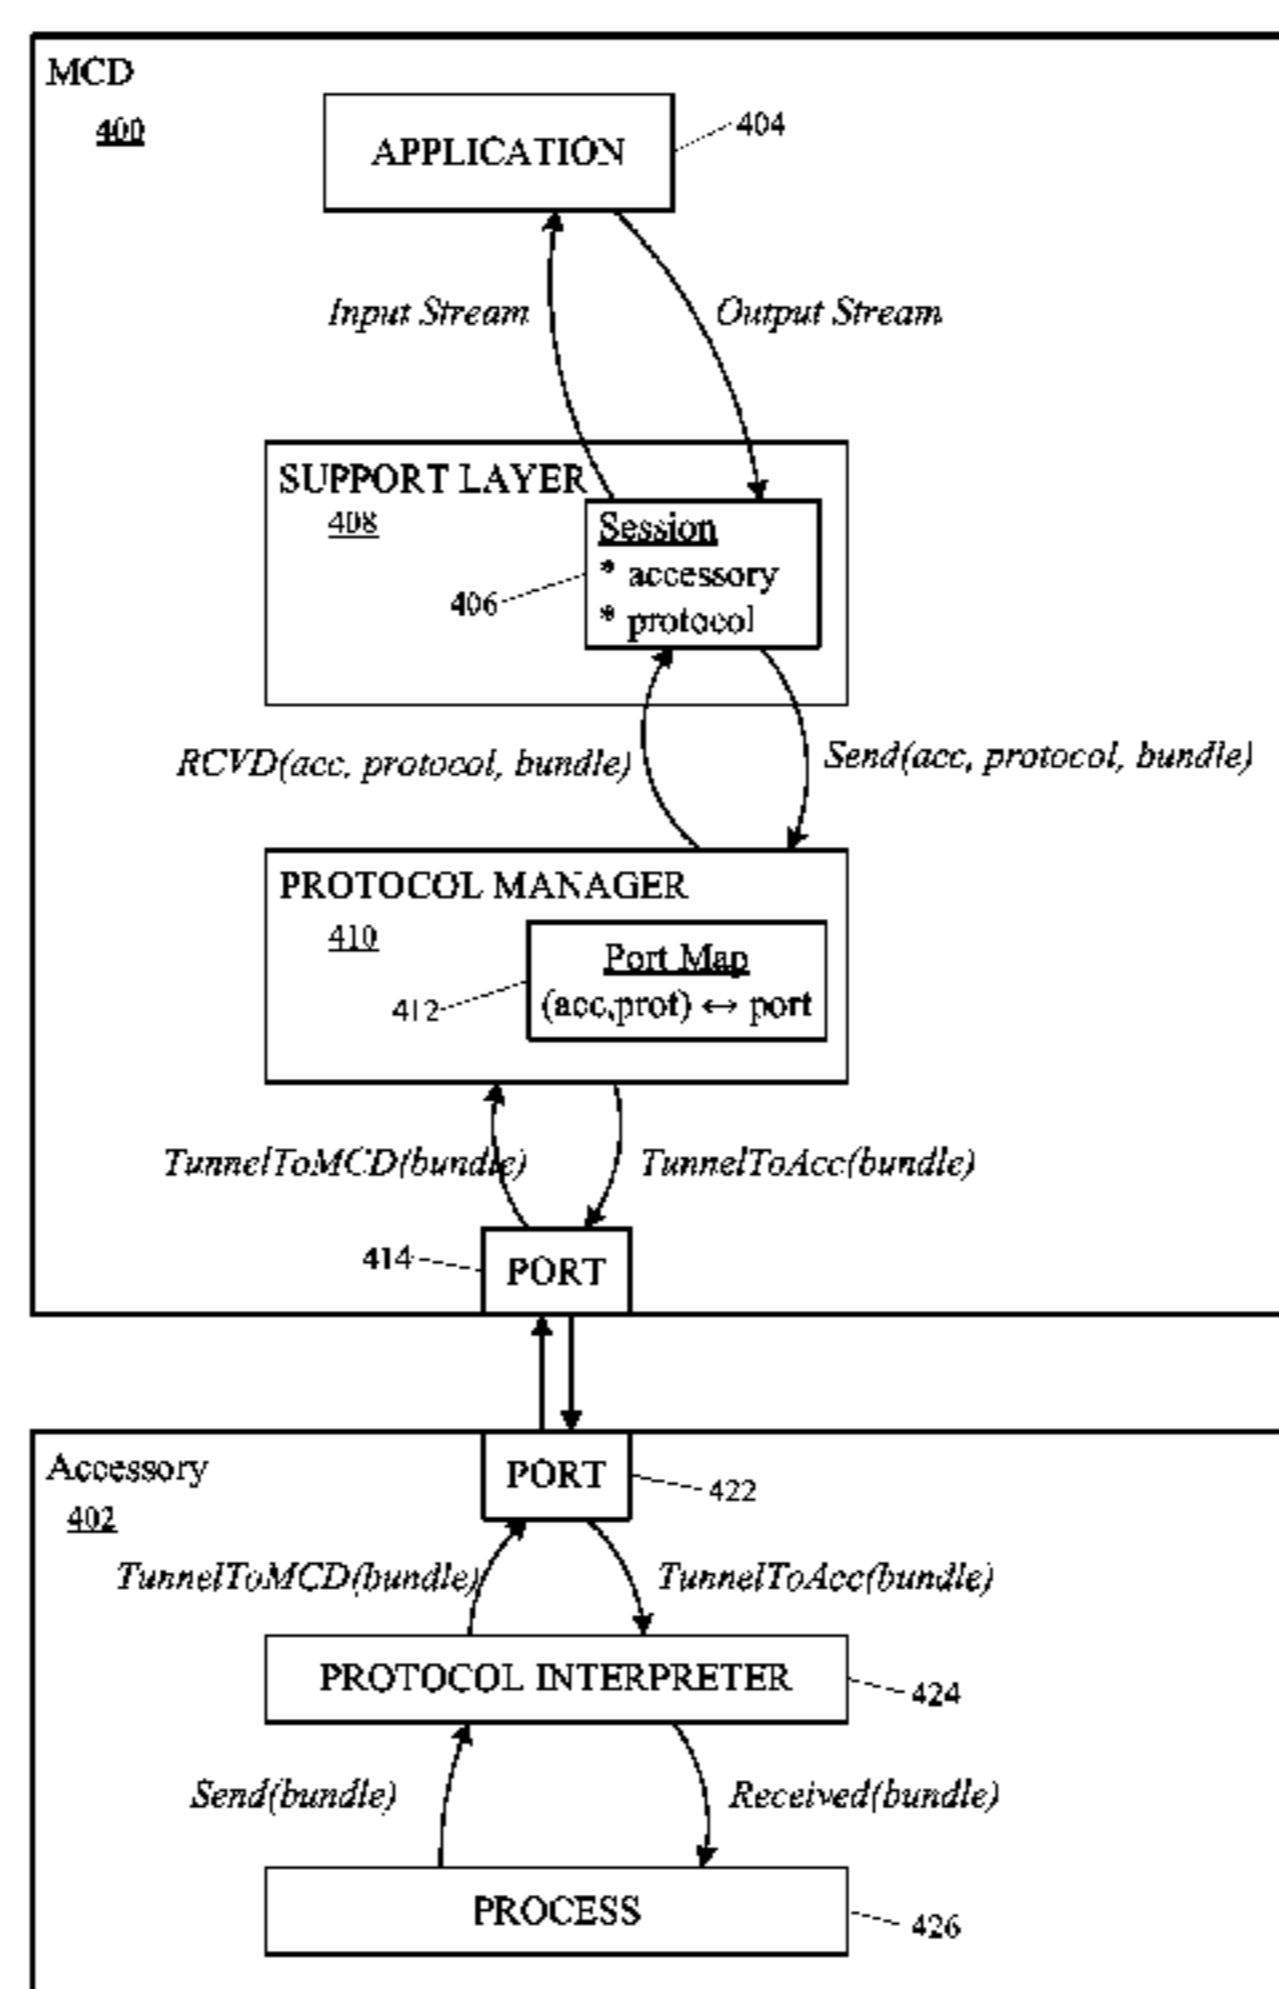 MCD
400
APPLICATION
404
Input Stream
Output Stream
SUPPORT LAYER
408
Session
* accessory
* protocol
406
RCVD(acc, protocol, bundle)
Send(acc, protocol, bundle)
PROTOCOL MANAGER
410
Port Map
(acc,prot) ↔ port
412
TunnelToMCD(bundle)
TunnelToAcc(bundle)
414
PORT
Accessory
402
PORT
422
TunnelToMCD(bundle)
TunnelToAcc(bundle)
PROTOCOL INTERPRETER
424
Send(bundle)
Received(bundle)
PROCESS
426